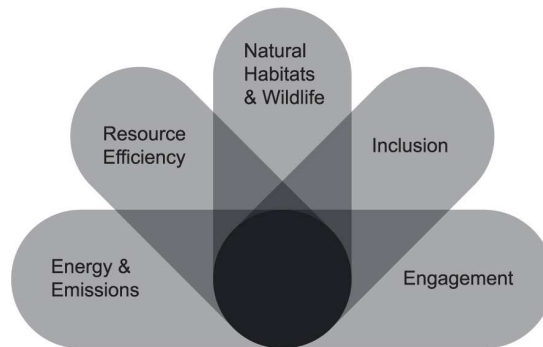 Natural
Habitats
& Wildlife
Resource
Efficiency
Inclusion
Energy &
Emissions
Engagement